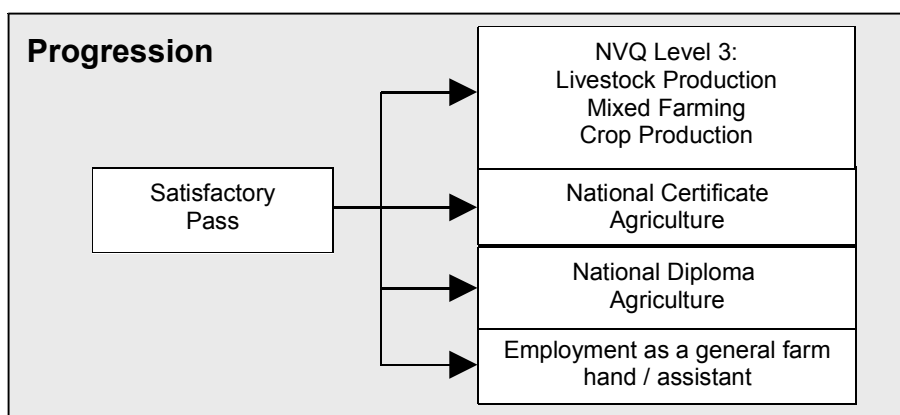 Progression
NVQ Level 3:
Livestock Production
Mixed Farming
Crop Production
Satisfactory
Pass
National Certificate
Agriculture
National Diploma
Agriculture
Employment as a general farm
hand / assistant